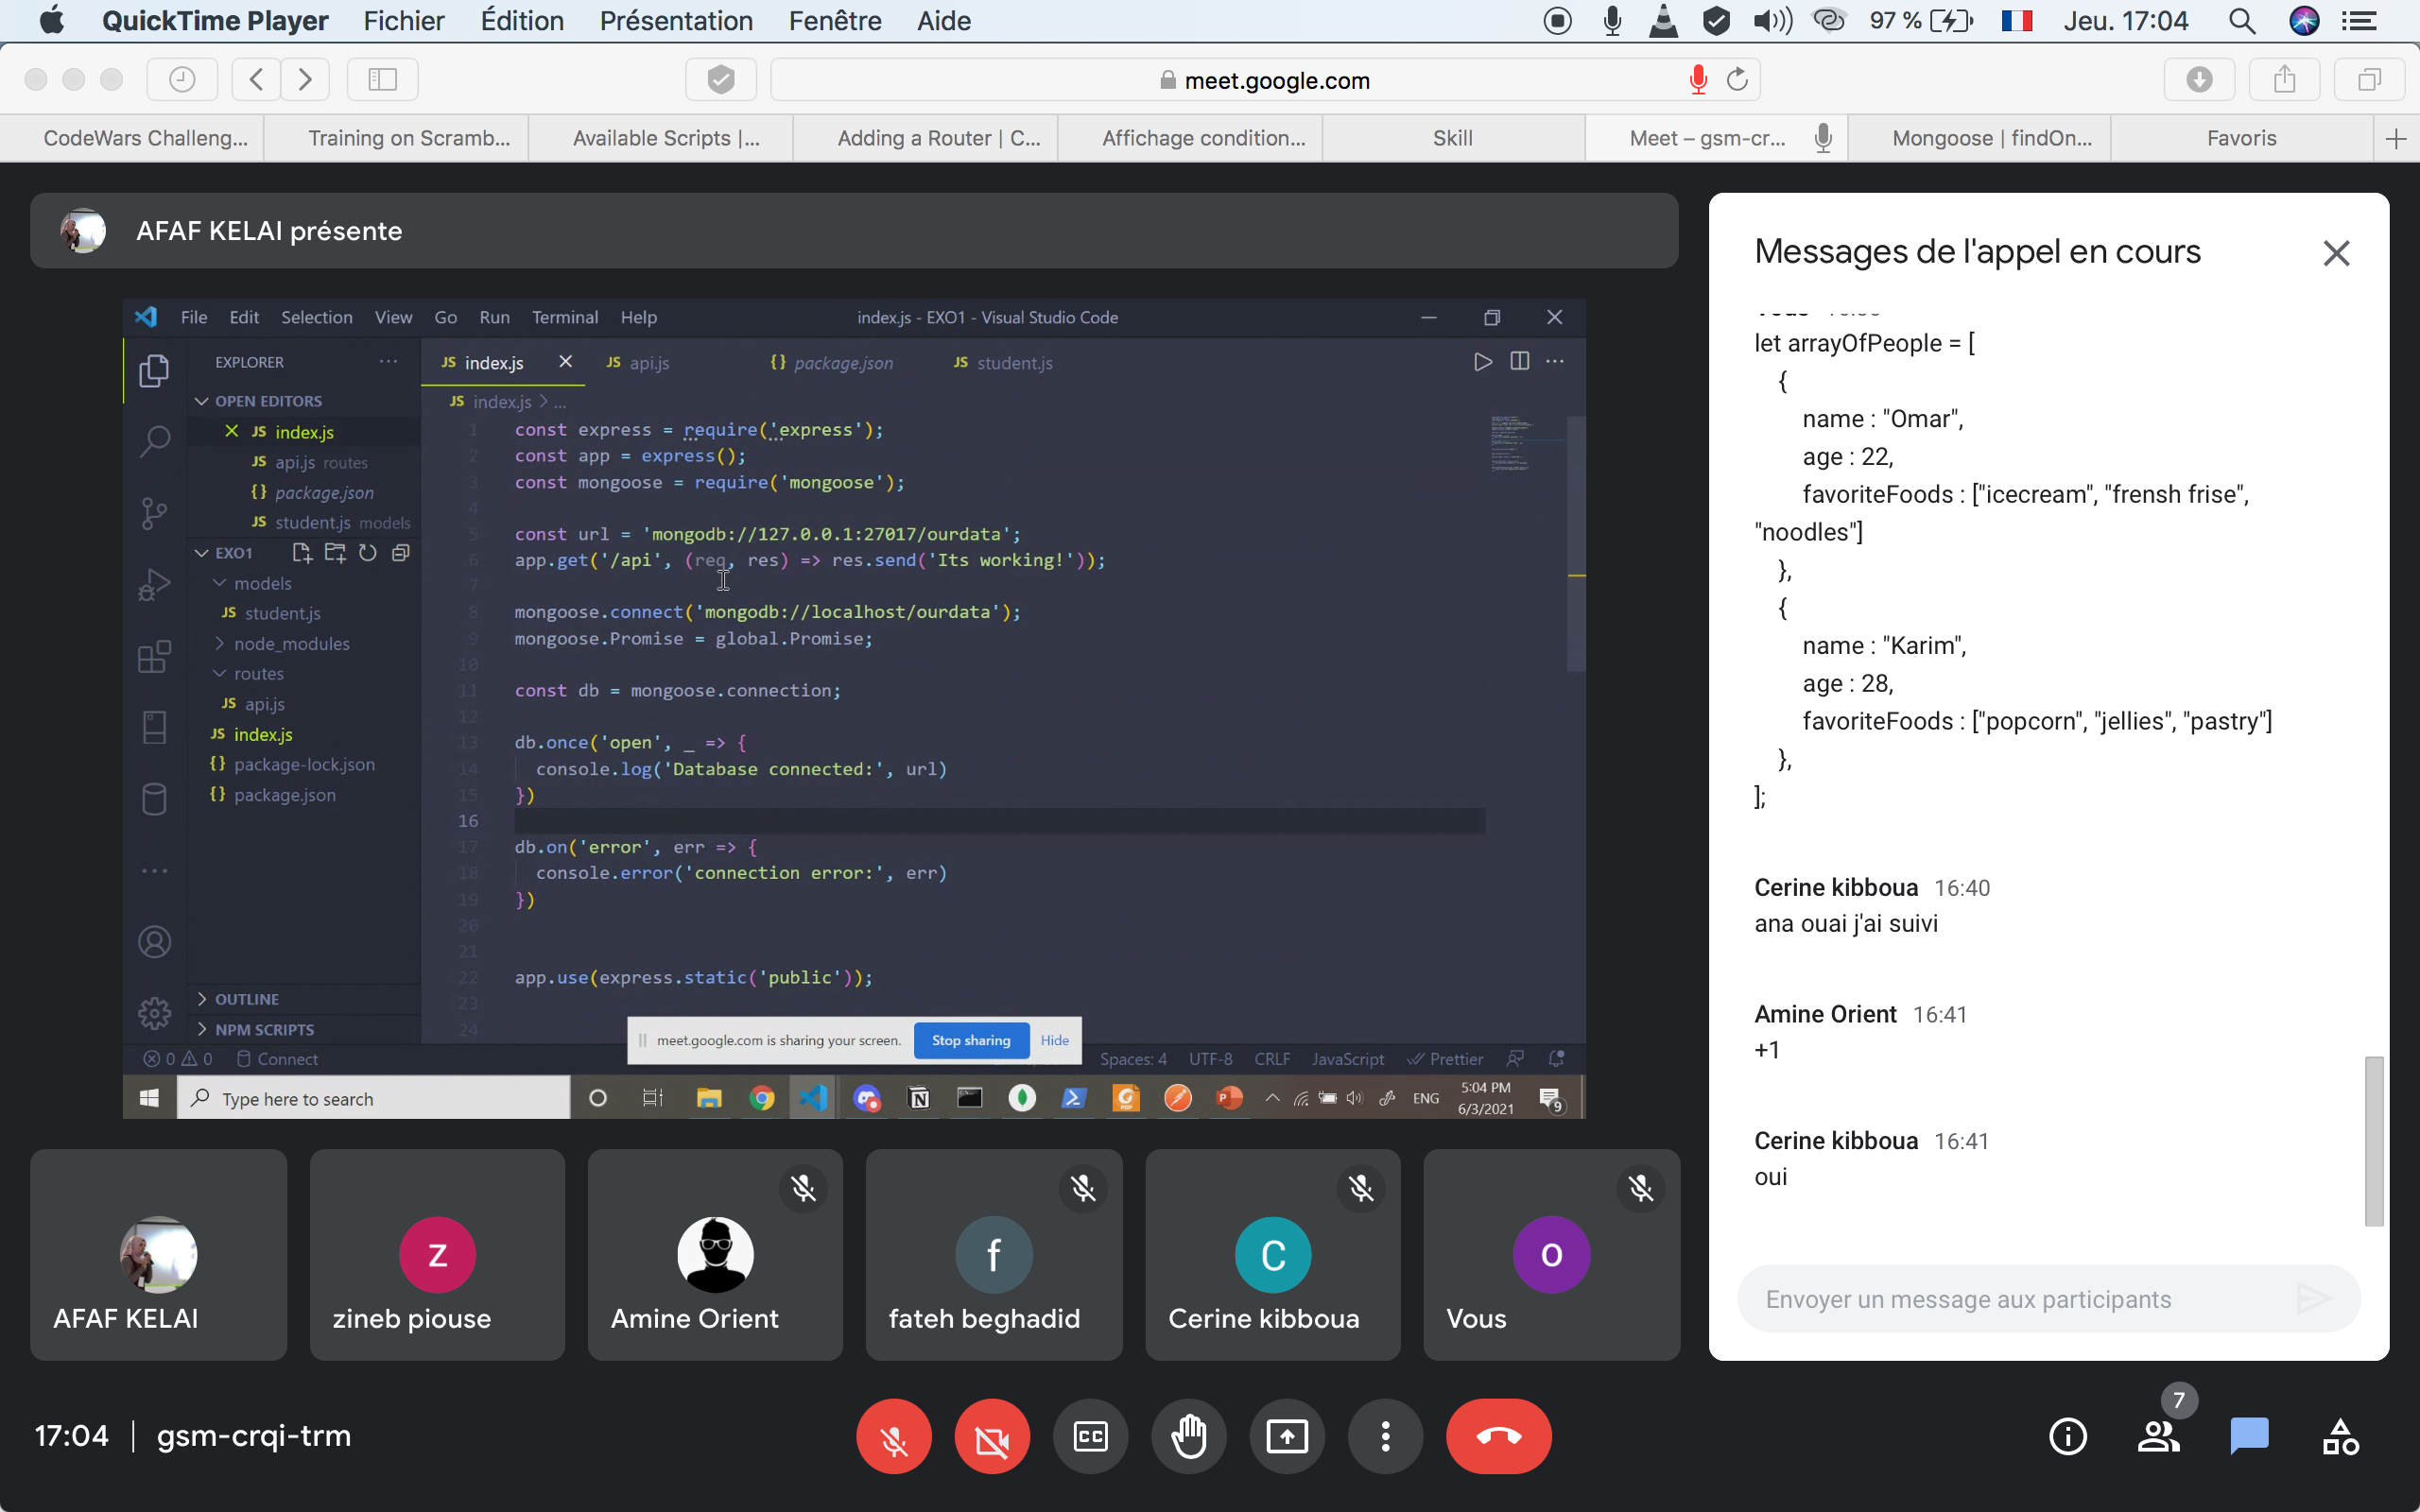 QuickTime Player Fichier Édition Présentation Fenêtre Aide 97 % Jeu. 17:04
meet.google.com
CodeWars Challeng... Training on Scramb... Available Scripts |... Adding a Router | C... Affichage condition... Skill Meet – gsm-cr... Mongoose | findOn... Favoris
AFAF KELAI présente
File Edit Selection View Go Run Terminal Help index.js - EXO1 - Visual Studio Code
EXPLORER
OPEN EDITORS
JS index.js
JS api.js routes
{} package.json
JS student.js models
EXO1
models
JS student.js
node_modules
routes
JS api.js
JS index.js
{} package-lock.json
{} package.json
OUTLINE
NPM SCRIPTS
JS index.js JS api.js {} package.json JS student.js
JS index.js > ...
1 const express = require('express');
2 const app = express();
3 const mongoose = require('mongoose');
4
5 const url = 'mongodb://127.0.0.1:27017/ourdata';
6 app.get('/api', (req, res) => res.send('Its working!'));
7
8 mongoose.connect('mongodb://localhost/ourdata');
9 mongoose.Promise = global.Promise;
10
11 const db = mongoose.connection;
12
13 db.once('open', _ => {
14 console.log('Database connected:', url)
15 })
16
17 db.on('error', err => {
18 console.error('connection error:', err)
19 })
20
21
22 app.use(express.static('public'));
23
24
meet.google.com is sharing your screen. Stop sharing Hide
0 0 Connect Spaces: 4 UTF-8 CRLF JavaScript Prettier
Type here to search ENG 5:04 PM
6/3/2021
9
Messages de l'appel en cours
let arrayOfPeople = [
{
name : "Omar",
age : 22,
favoriteFoods : ["icecream", "frensh frise",
"noodles"]
},
{
name : "Karim",
age : 28,
favoriteFoods : ["popcorn", "jellies", "pastry"]
},
];
Cerine kibboua 16:40
ana ouai j'ai suivi
Amine Orient 16:41
+1
Cerine kibboua 16:41
oui
Envoyer un message aux participants
z f C o
AFAF KELAI zineb piouse Amine Orient fateh beghadid Cerine kibboua Vous
17:04 | gsm-crqi-trm
CC
7